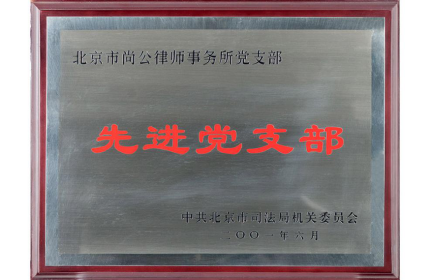 北京市尚公律师事务所党支部
先进党支部
中共北京市司法局机关委员会
二〇〇一年六月